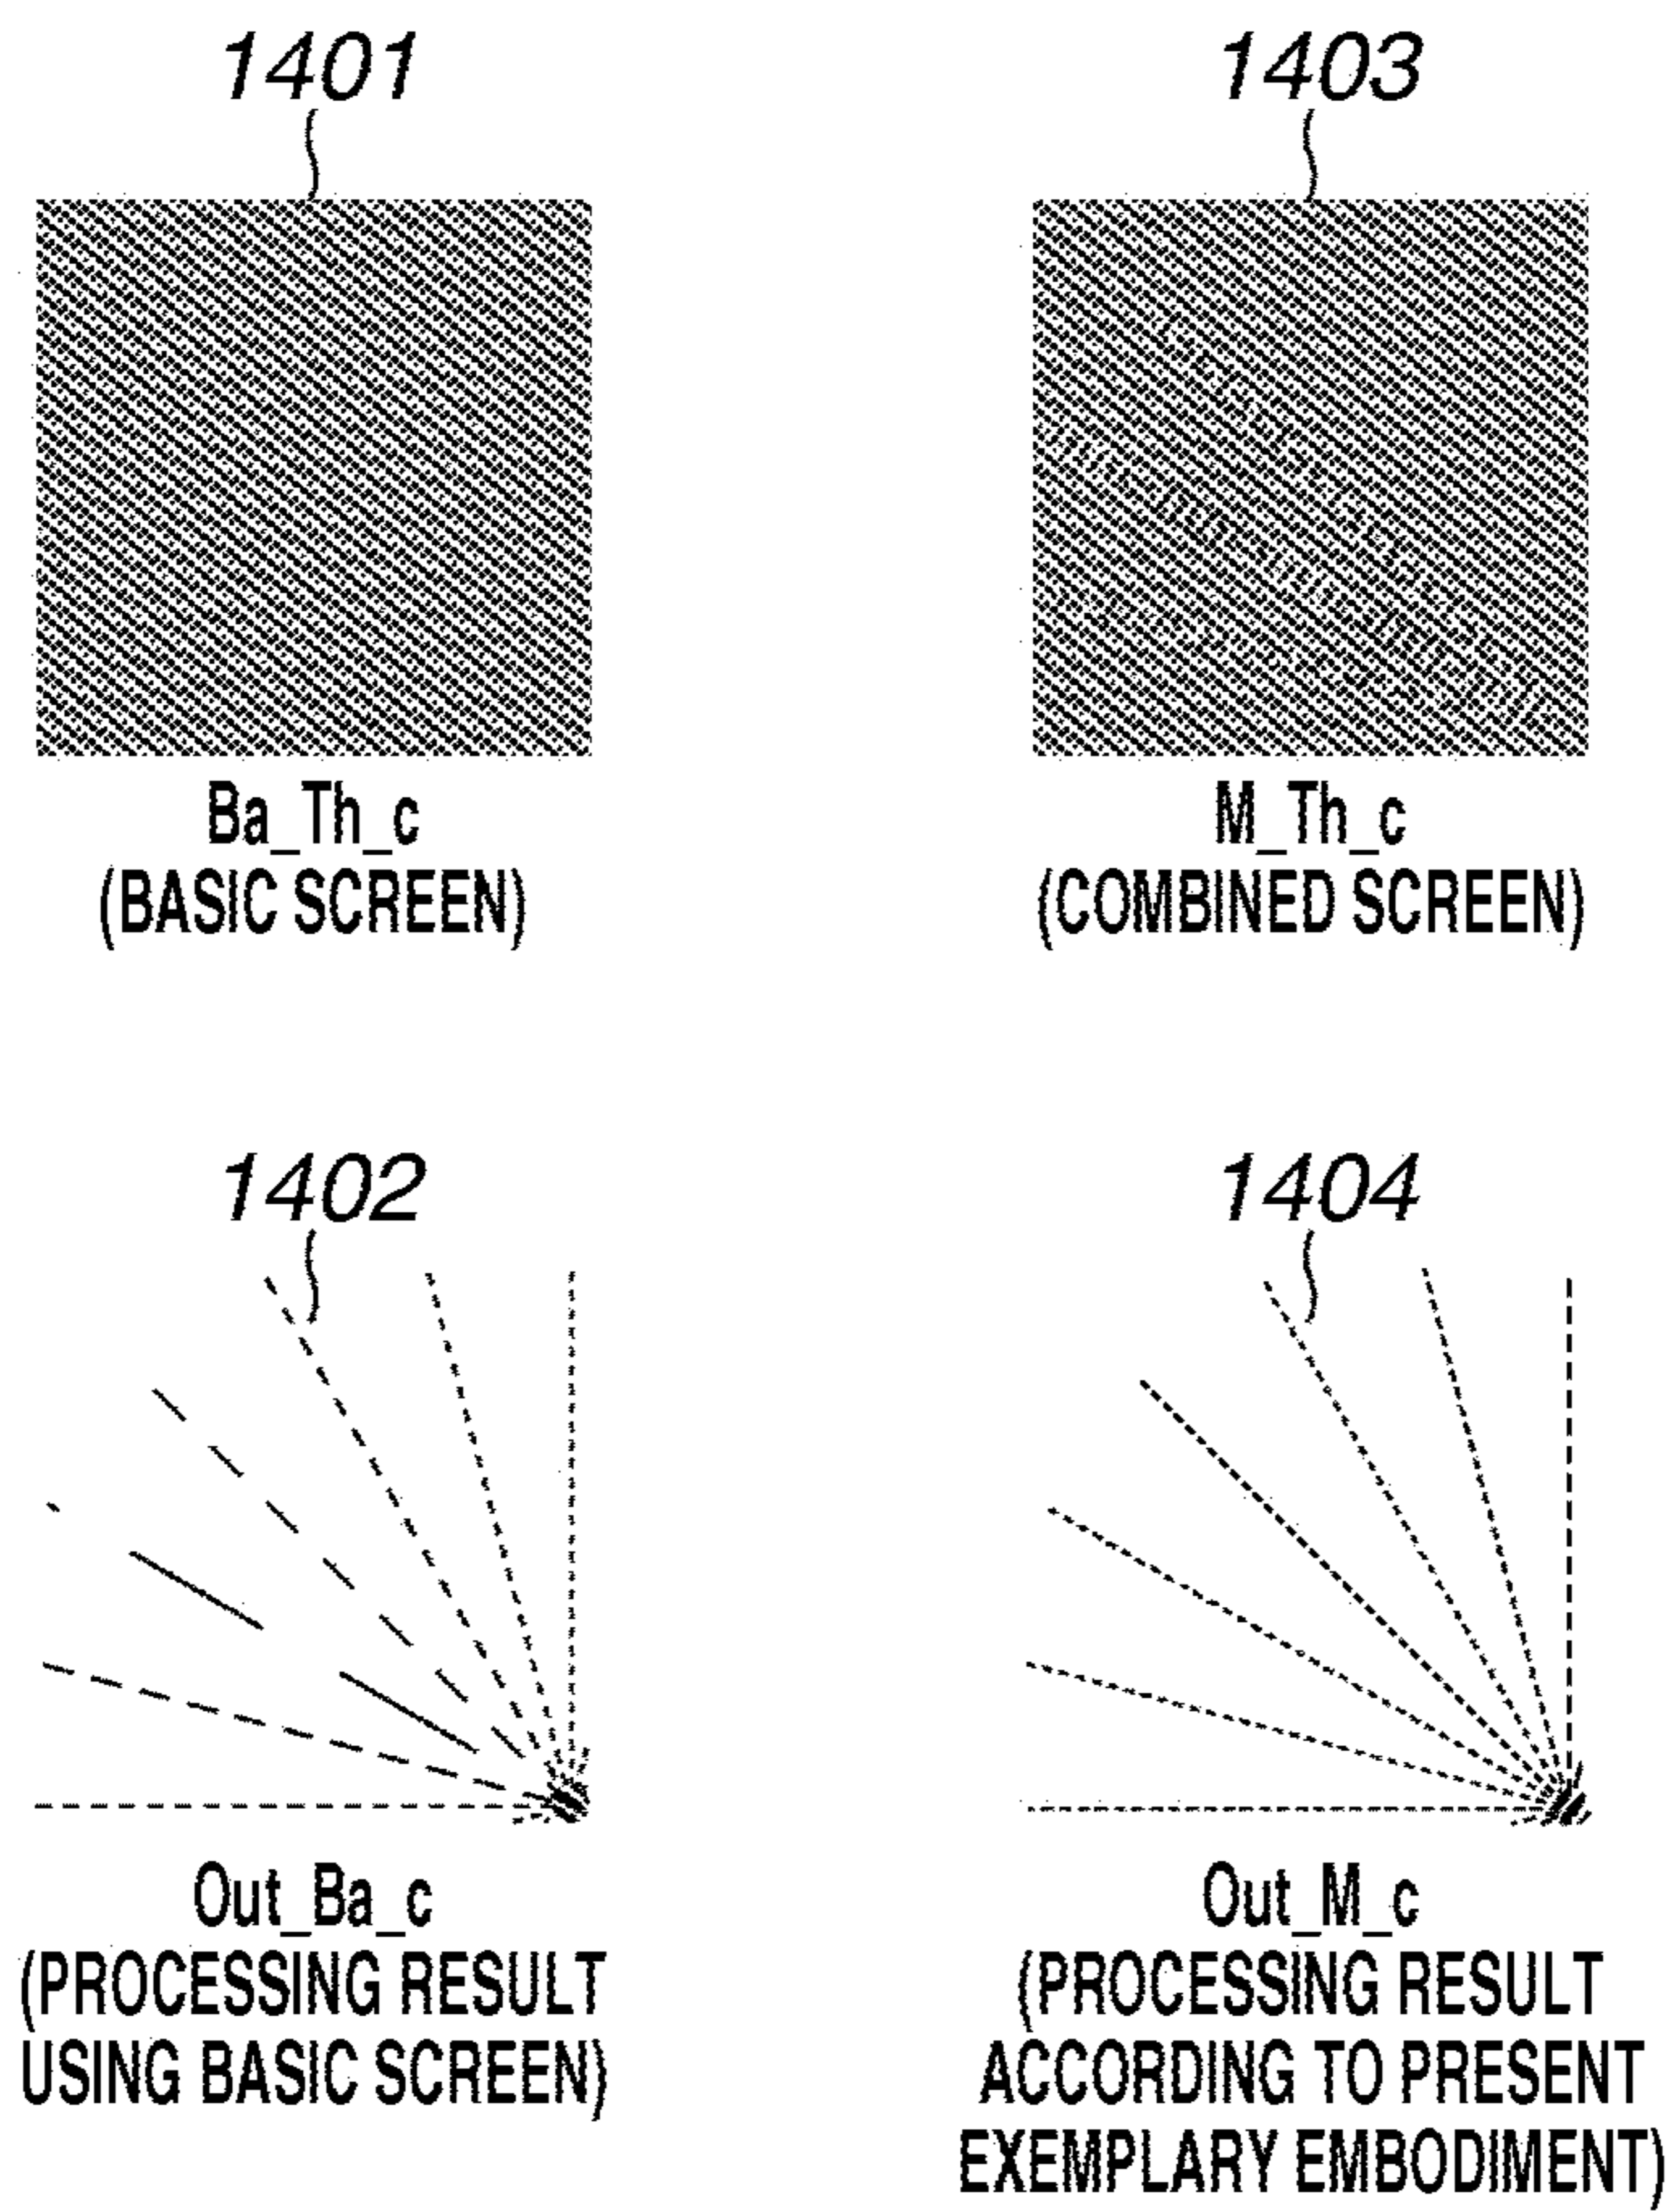 1401
1403
Ba_Th_c
(BASIC SCREEN)
M_Th_c
(COMBINED SCREEN)
1402
1404
Out_Ba_c
(PROCESSING RESULT
USING BASIC SCREEN)
Out_M_c
(PROCESSING RESULT
ACCORDING TO PRESENT
EXEMPLARY EMBODIMENT)